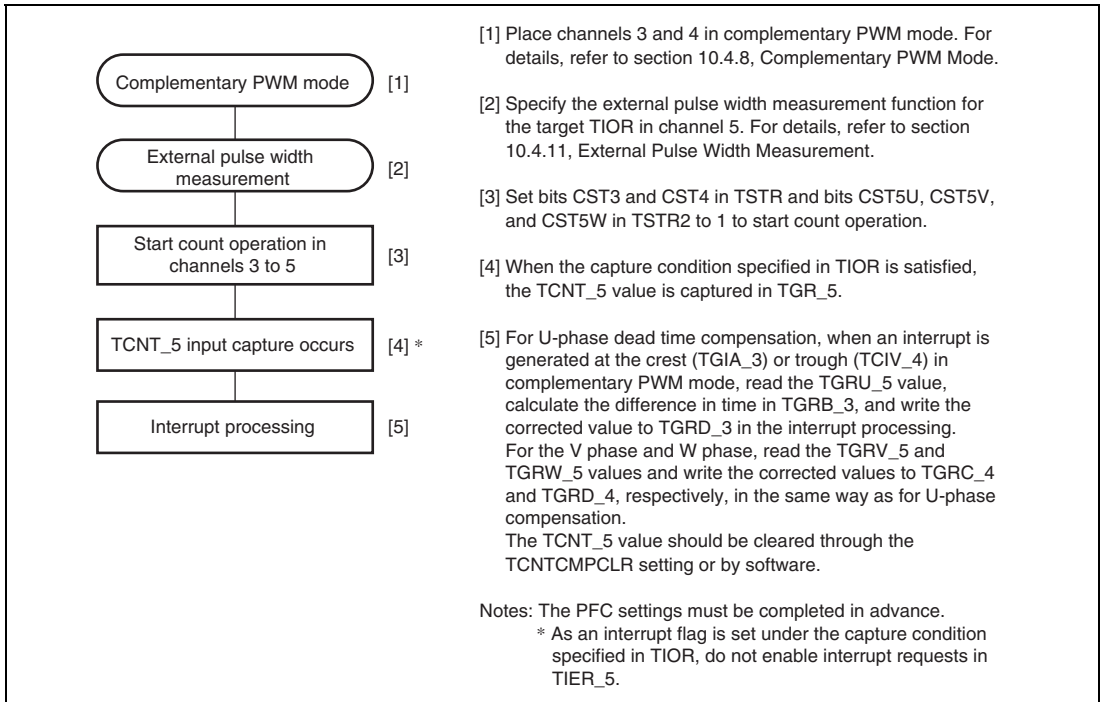 Complementary PWM mode [1]
External pulse width
measurement [2]
Start count operation in
channels 3 to 5 [3]
TCNT_5 input capture occurs [4] *
Interrupt processing [5]
[1] Place channels 3 and 4 in complementary PWM mode. For
details, refer to section 10.4.8, Complementary PWM Mode.
[2] Specify the external pulse width measurement function for
the target TIOR in channel 5. For details, refer to section
10.4.11, External Pulse Width Measurement.
[3] Set bits CST3 and CST4 in TSTR and bits CST5U, CST5V,
and CST5W in TSTR2 to 1 to start count operation.
[4] When the capture condition specified in TIOR is satisfied,
the TCNT_5 value is captured in TGR_5.
[5] For U-phase dead time compensation, when an interrupt is
generated at the crest (TGIA_3) or trough (TCIV_4) in
complementary PWM mode, read the TGRU_5 value,
calculate the difference in time in TGRB_3, and write the
corrected value to TGRD_3 in the interrupt processing.
For the V phase and W phase, read the TGRV_5 and
TGRW_5 values and write the corrected values to TGRC_4
and TGRD_4, respectively, in the same way as for U-phase
compensation.
The TCNT_5 value should be cleared through the
TCNTCMPCLR setting or by software.
Notes: The PFC settings must be completed in advance.
* As an interrupt flag is set under the capture condition
specified in TIOR, do not enable interrupt requests in
TIER_5.